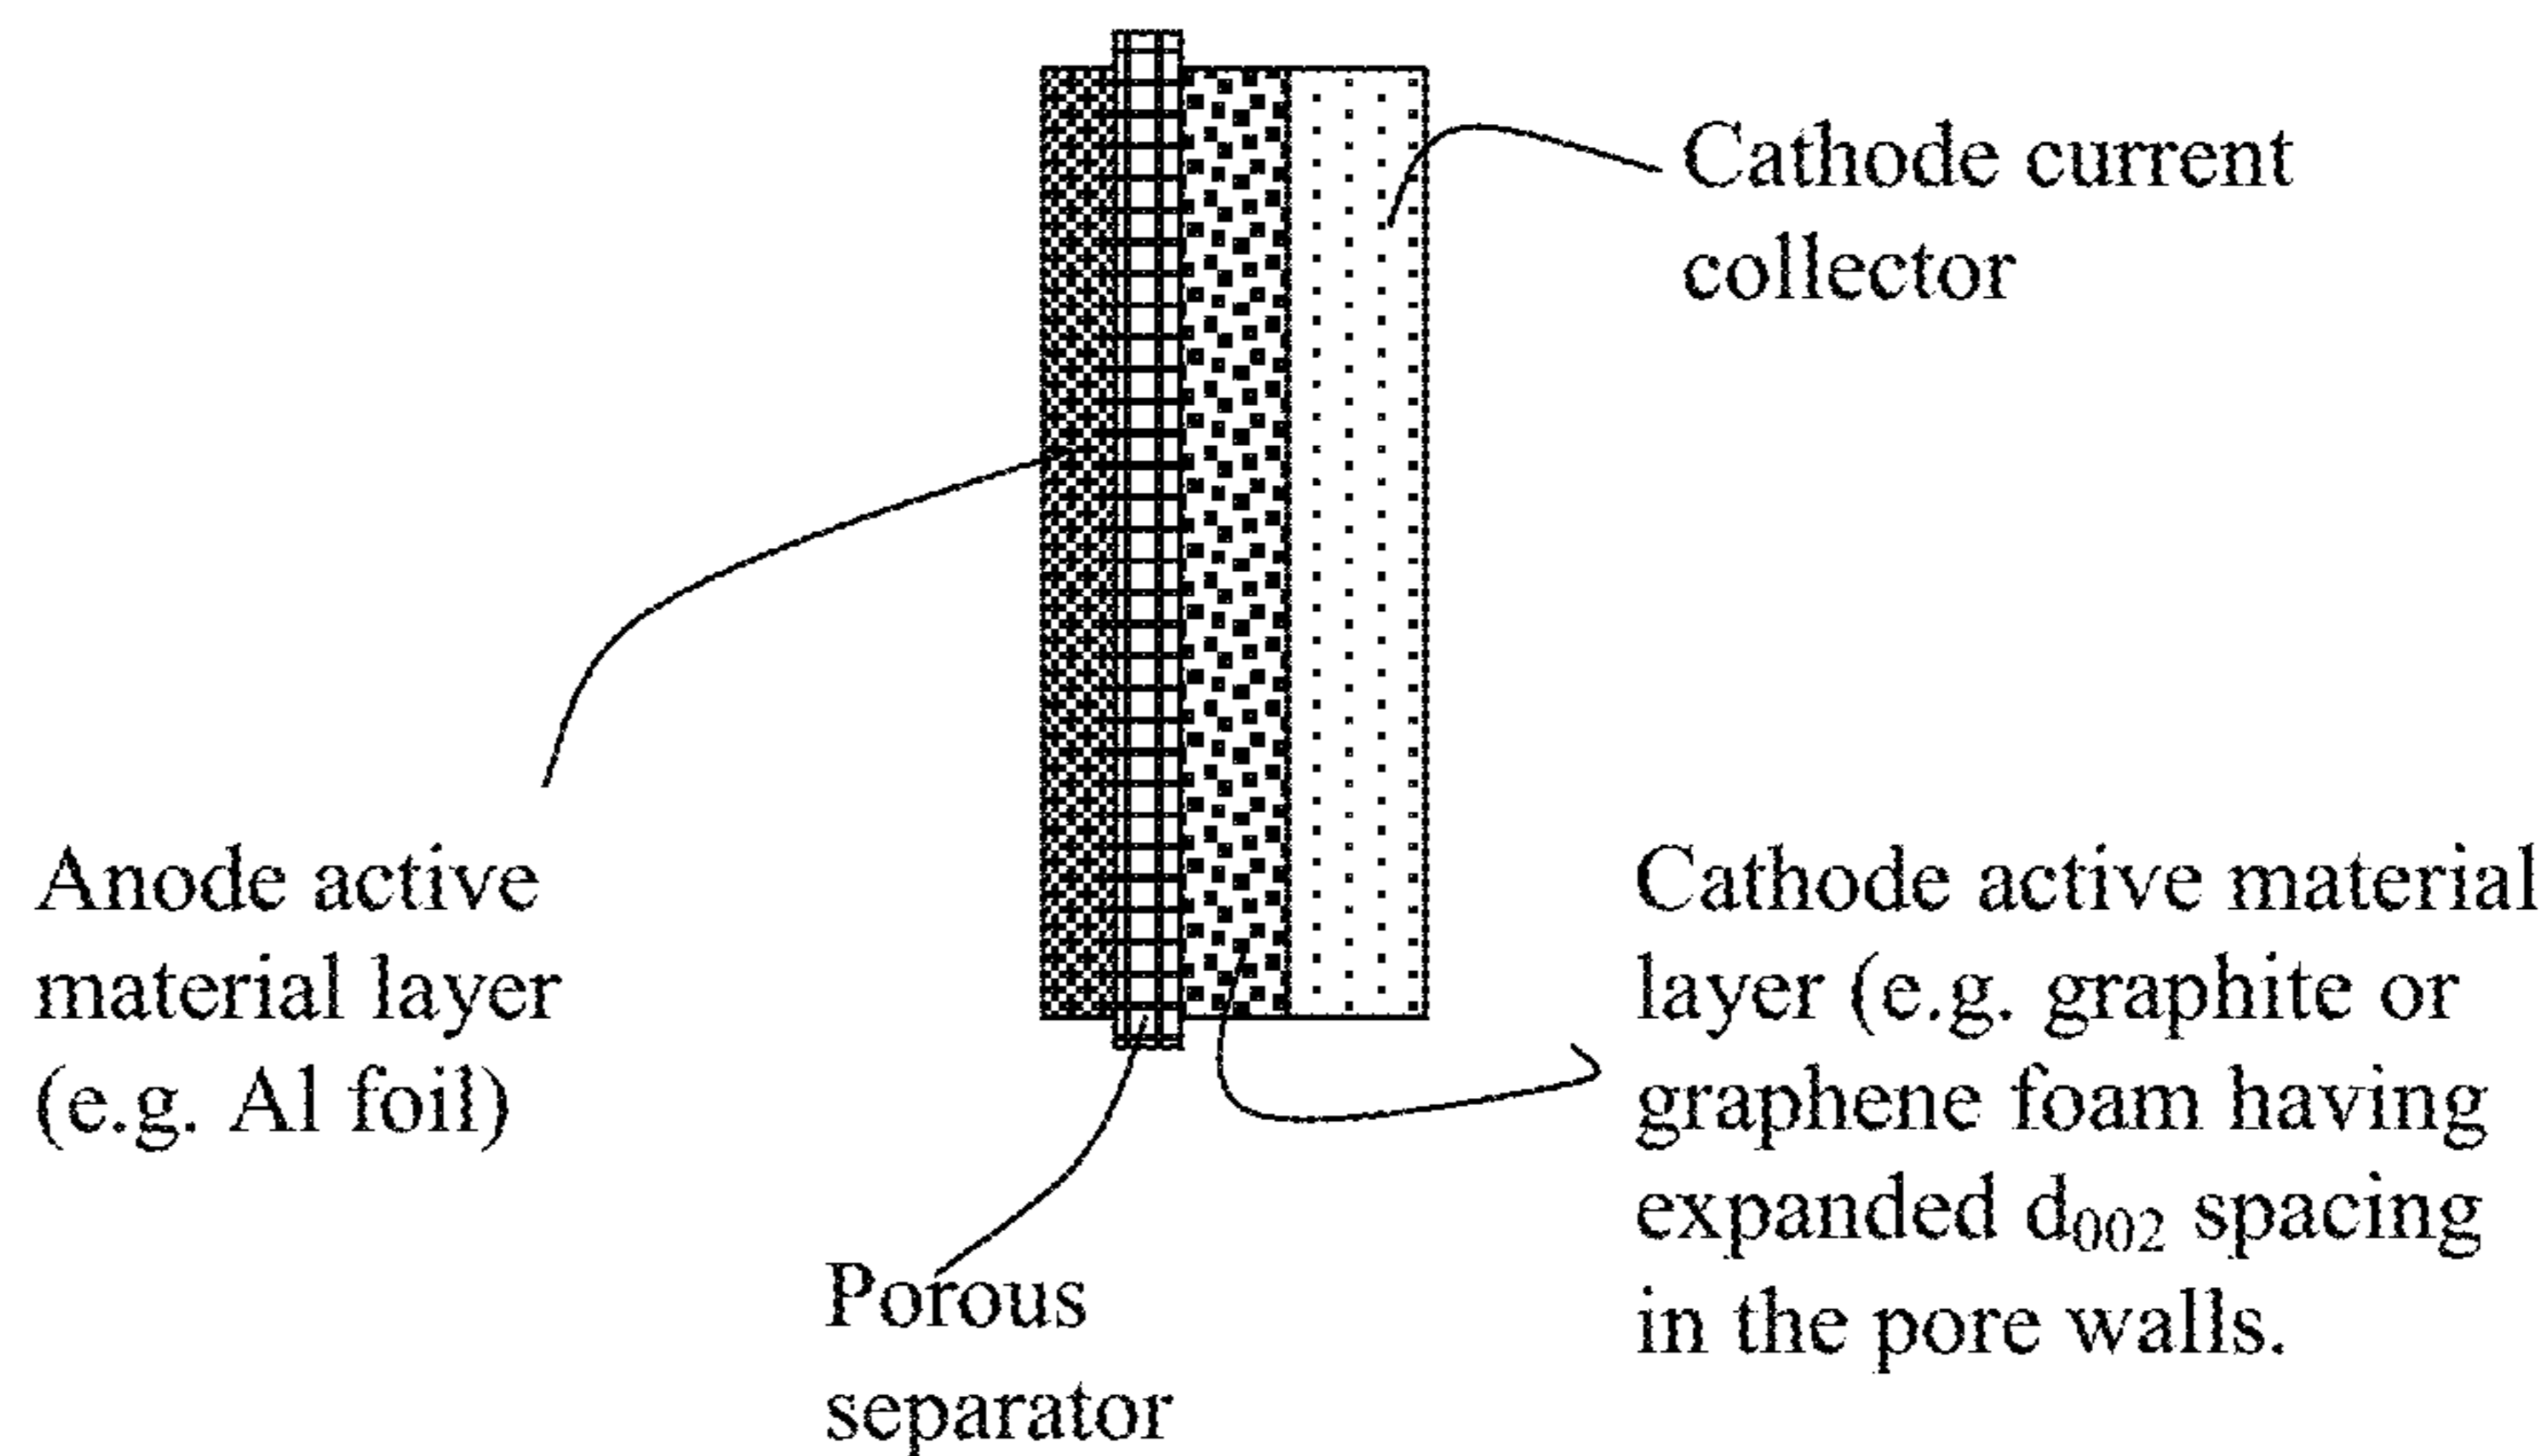 Cathode current
collector
Anode active
material layer
(e.g. Al foil)
Porous
separator
Cathode active material
layer (e.g. graphite or
graphene foam having
expanded d₀₀₂ spacing
in the pore walls.